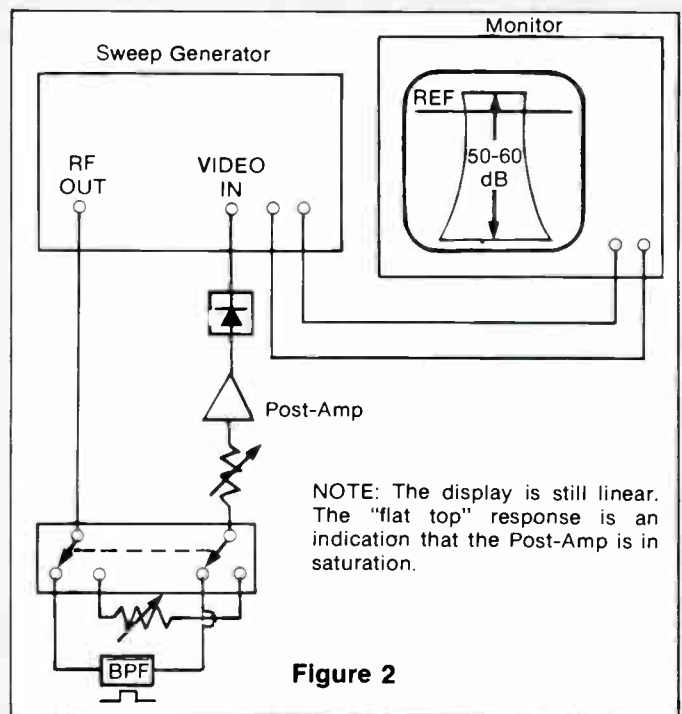 Sweep Generator
Monitor
RF
OUT
VIDEO
IN
REF
50-60
dB
Post-Amp
NOTE: The display is still linear.
The "flat top" response is an
indication that the Post-Amp is in
saturation.
BPF
Figure 2